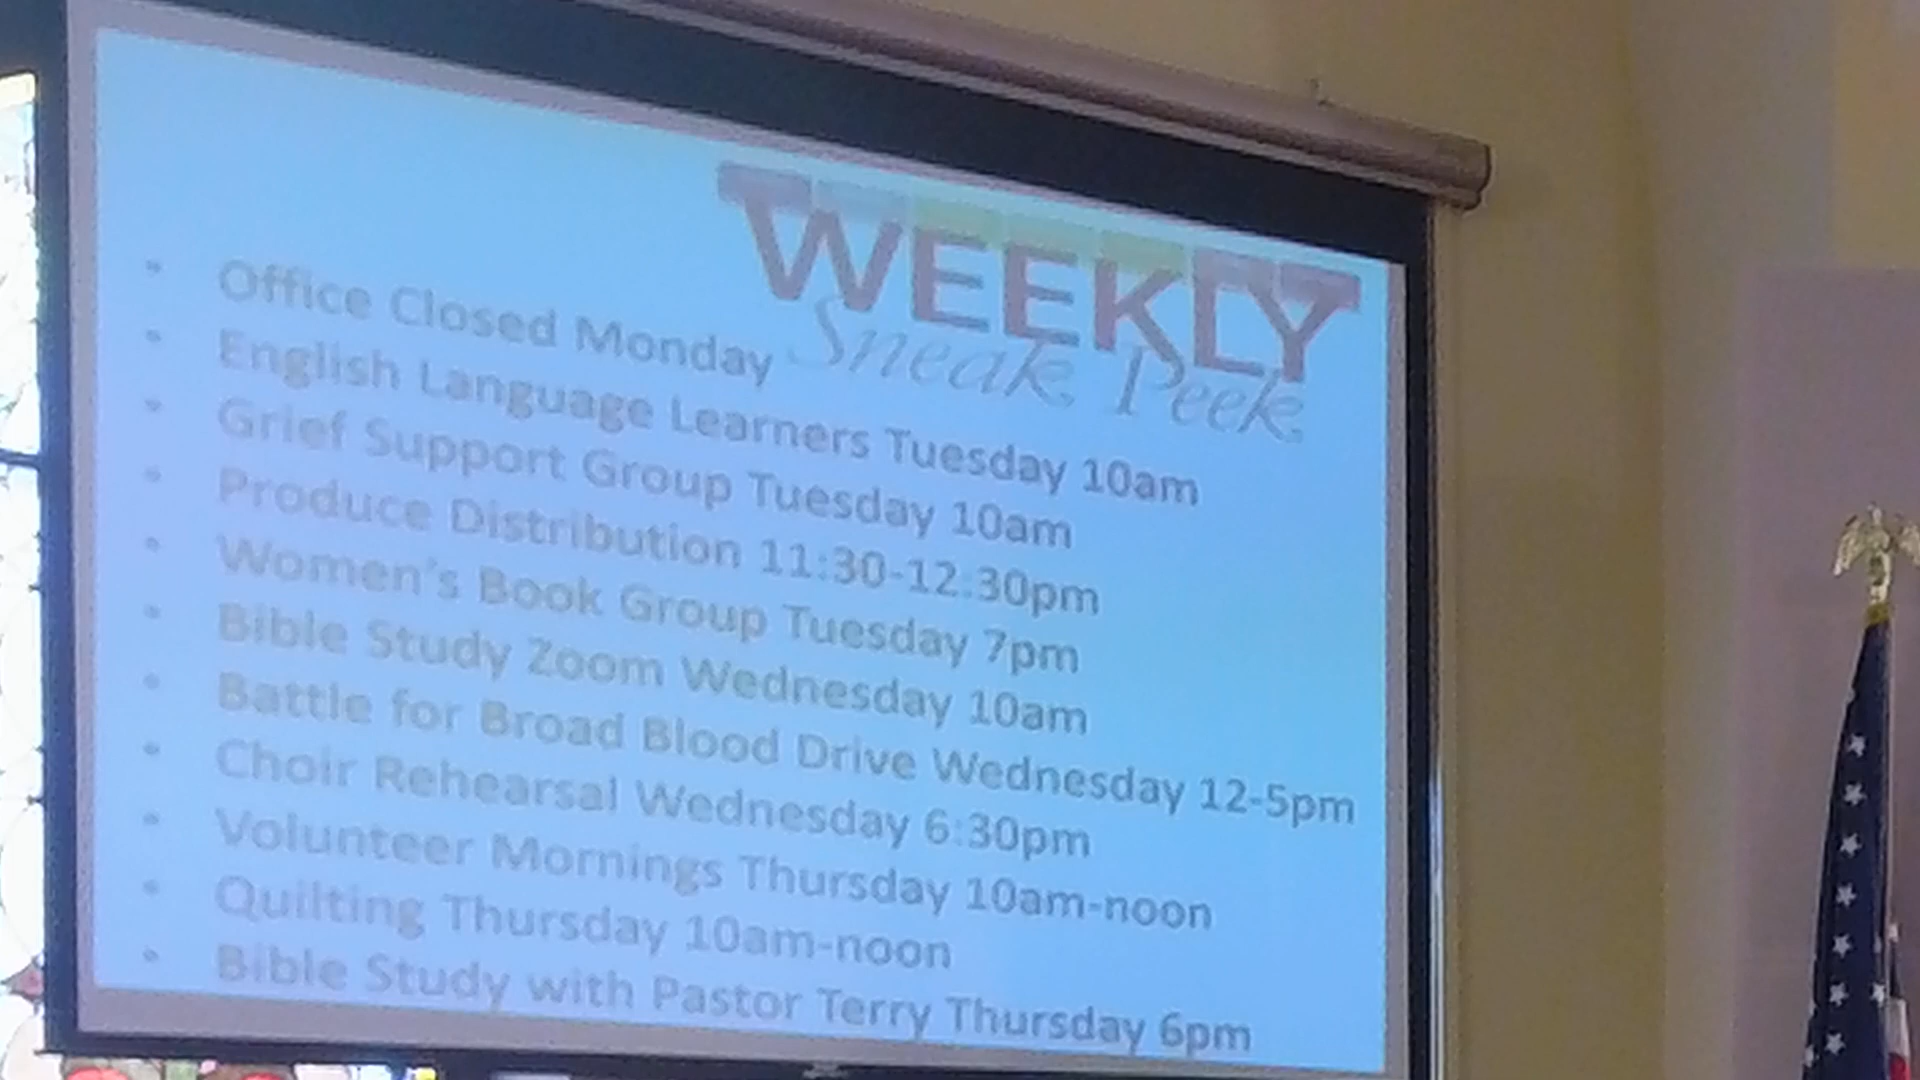 WEEKLY
Sneak Peek
• Office Closed Monday
• English Language Learners Tuesday 10am
• Grief Support Group Tuesday 10am
• Produce Distribution 11:30-12:30pm
• Women's Book Group Tuesday 7pm
• Bible Study Zoom Wednesday 10am
• Battle for Broad Blood Drive Wednesday 12-5pm
• Choir Rehearsal Wednesday 6:30pm
• Volunteer Mornings Thursday 10am-noon
• Quilting Thursday 10am-noon
• Bible Study with Pastor Terry Thursday 6pm